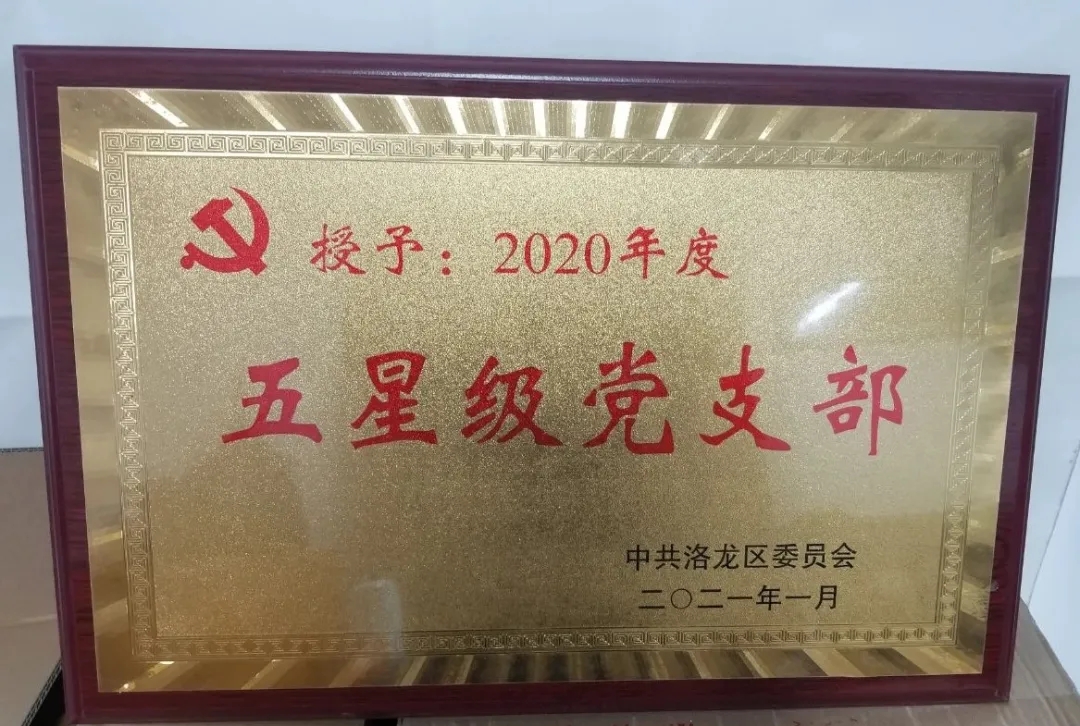 授予：2020年度
五星级党支部
中共洛龙区委员会
二〇二一年一月